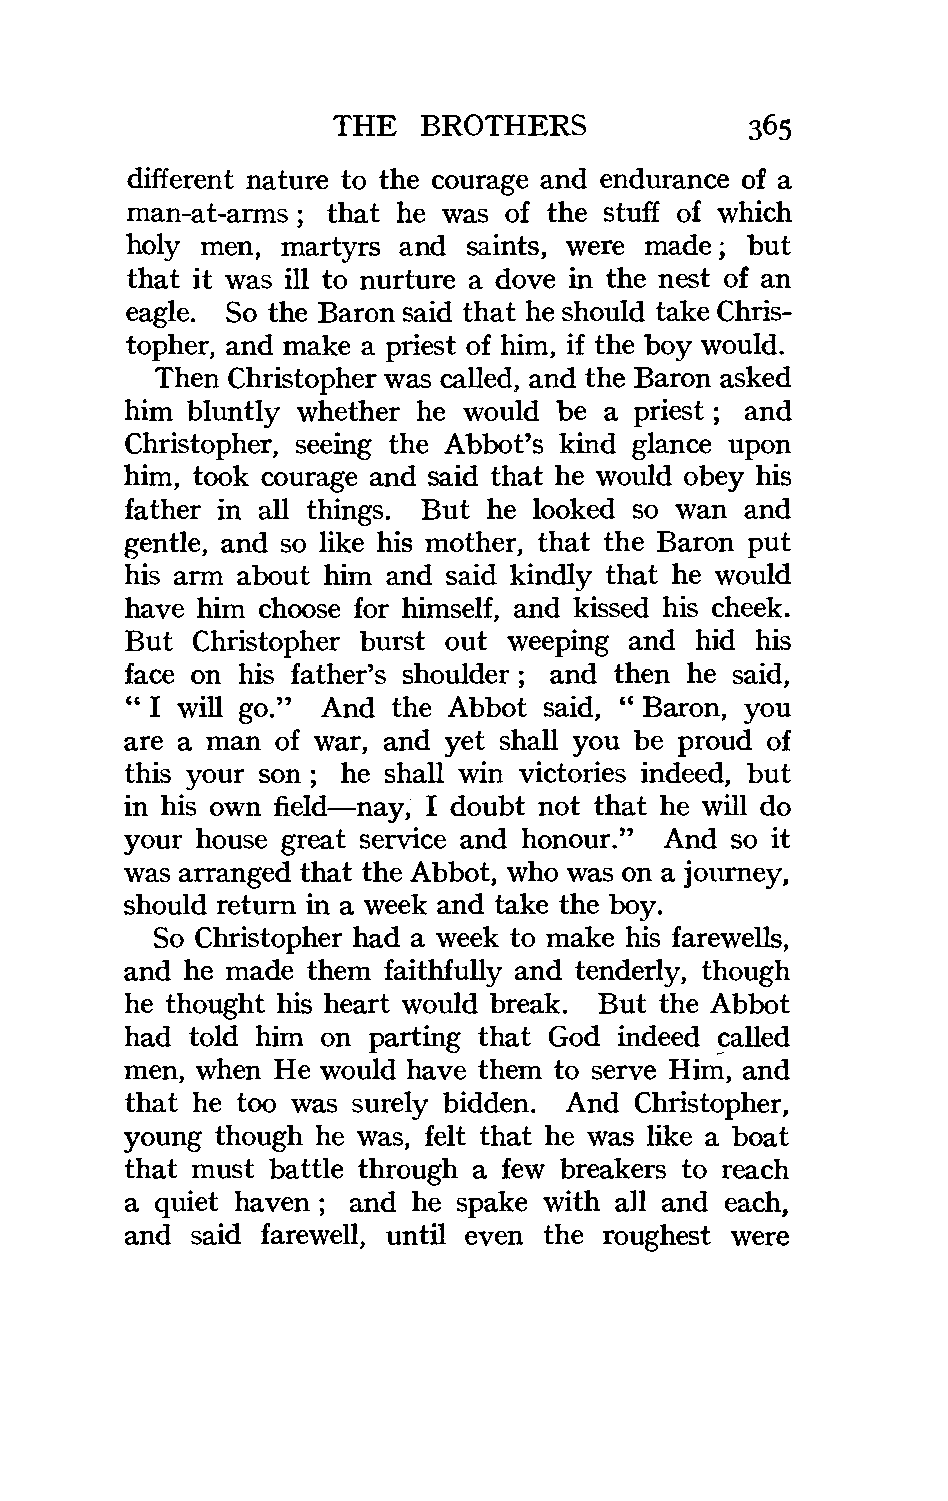 THE BROTHERS 365
different nature to the courage and endurance of a
man-at-arms ; that he was of the stuff of which
holy men, martyrs and saints, were made ; but
that it was ill to nurture a dove in the nest of an
eagle. So the Baron said that he should take Chris-
topher, and make a priest of him, if the boy would.
Then Christopher was called, and the Baron asked
him bluntly whether he would be a priest ; and
Christopher, seeing the Abbot’s kind glance upon
him, took courage and said that he would obey his
father in all things. But he looked so wan and
gentle, and so like his mother, that the Baron put
his arm about him and said kindly that he would
have him choose for himself, and kissed his cheek.
But Christopher burst out weeping and hid his
face on his father’s shoulder ; and then he said,
“ I will go.” And the Abbot said, “ Baron, you
are a man of war, and yet shall you be proud of
this your son ; he shall win victories indeed, but
in his own field—nay, I doubt not that he will do
your house great service and honour.” And so it
was arranged that the Abbot, who was on a journey,
should return in a week and take the boy.
So Christopher had a week to make his farewells,
and he made them faithfully and tenderly, though
he thought his heart would break. But the Abbot
had told him on parting that God indeed called
men, when He would have them to serve Him, and
that he too was surely bidden. And Christopher,
young though he was, felt that he was like a boat
that must battle through a few breakers to reach
a quiet haven ; and he spake with all and each,
and said farewell, until even the roughest were